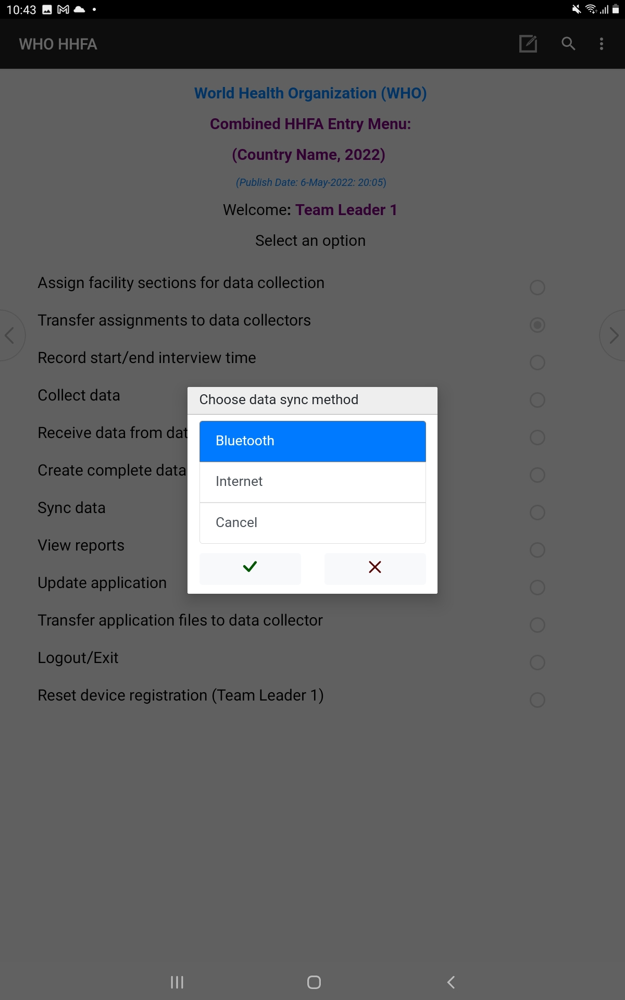 10:43
WHO HHFA
World Health Organization (WHO)
Combined HHFA Entry Menu:
(Country Name, 2022)
(Publish Date: 6-May-2022: 20:05)
Welcome: Team Leader 1
Select an option
Assign facility sections for data collection
Transfer assignments to data collectors
Record start/end interview time
Collect data
Receive data from dat
Create complete data
Sync data
View reports
Update application
Transfer application files to data collector
Logout/Exit
Reset device registration (Team Leader 1)
Choose data sync method
Bluetooth
Internet
Cancel